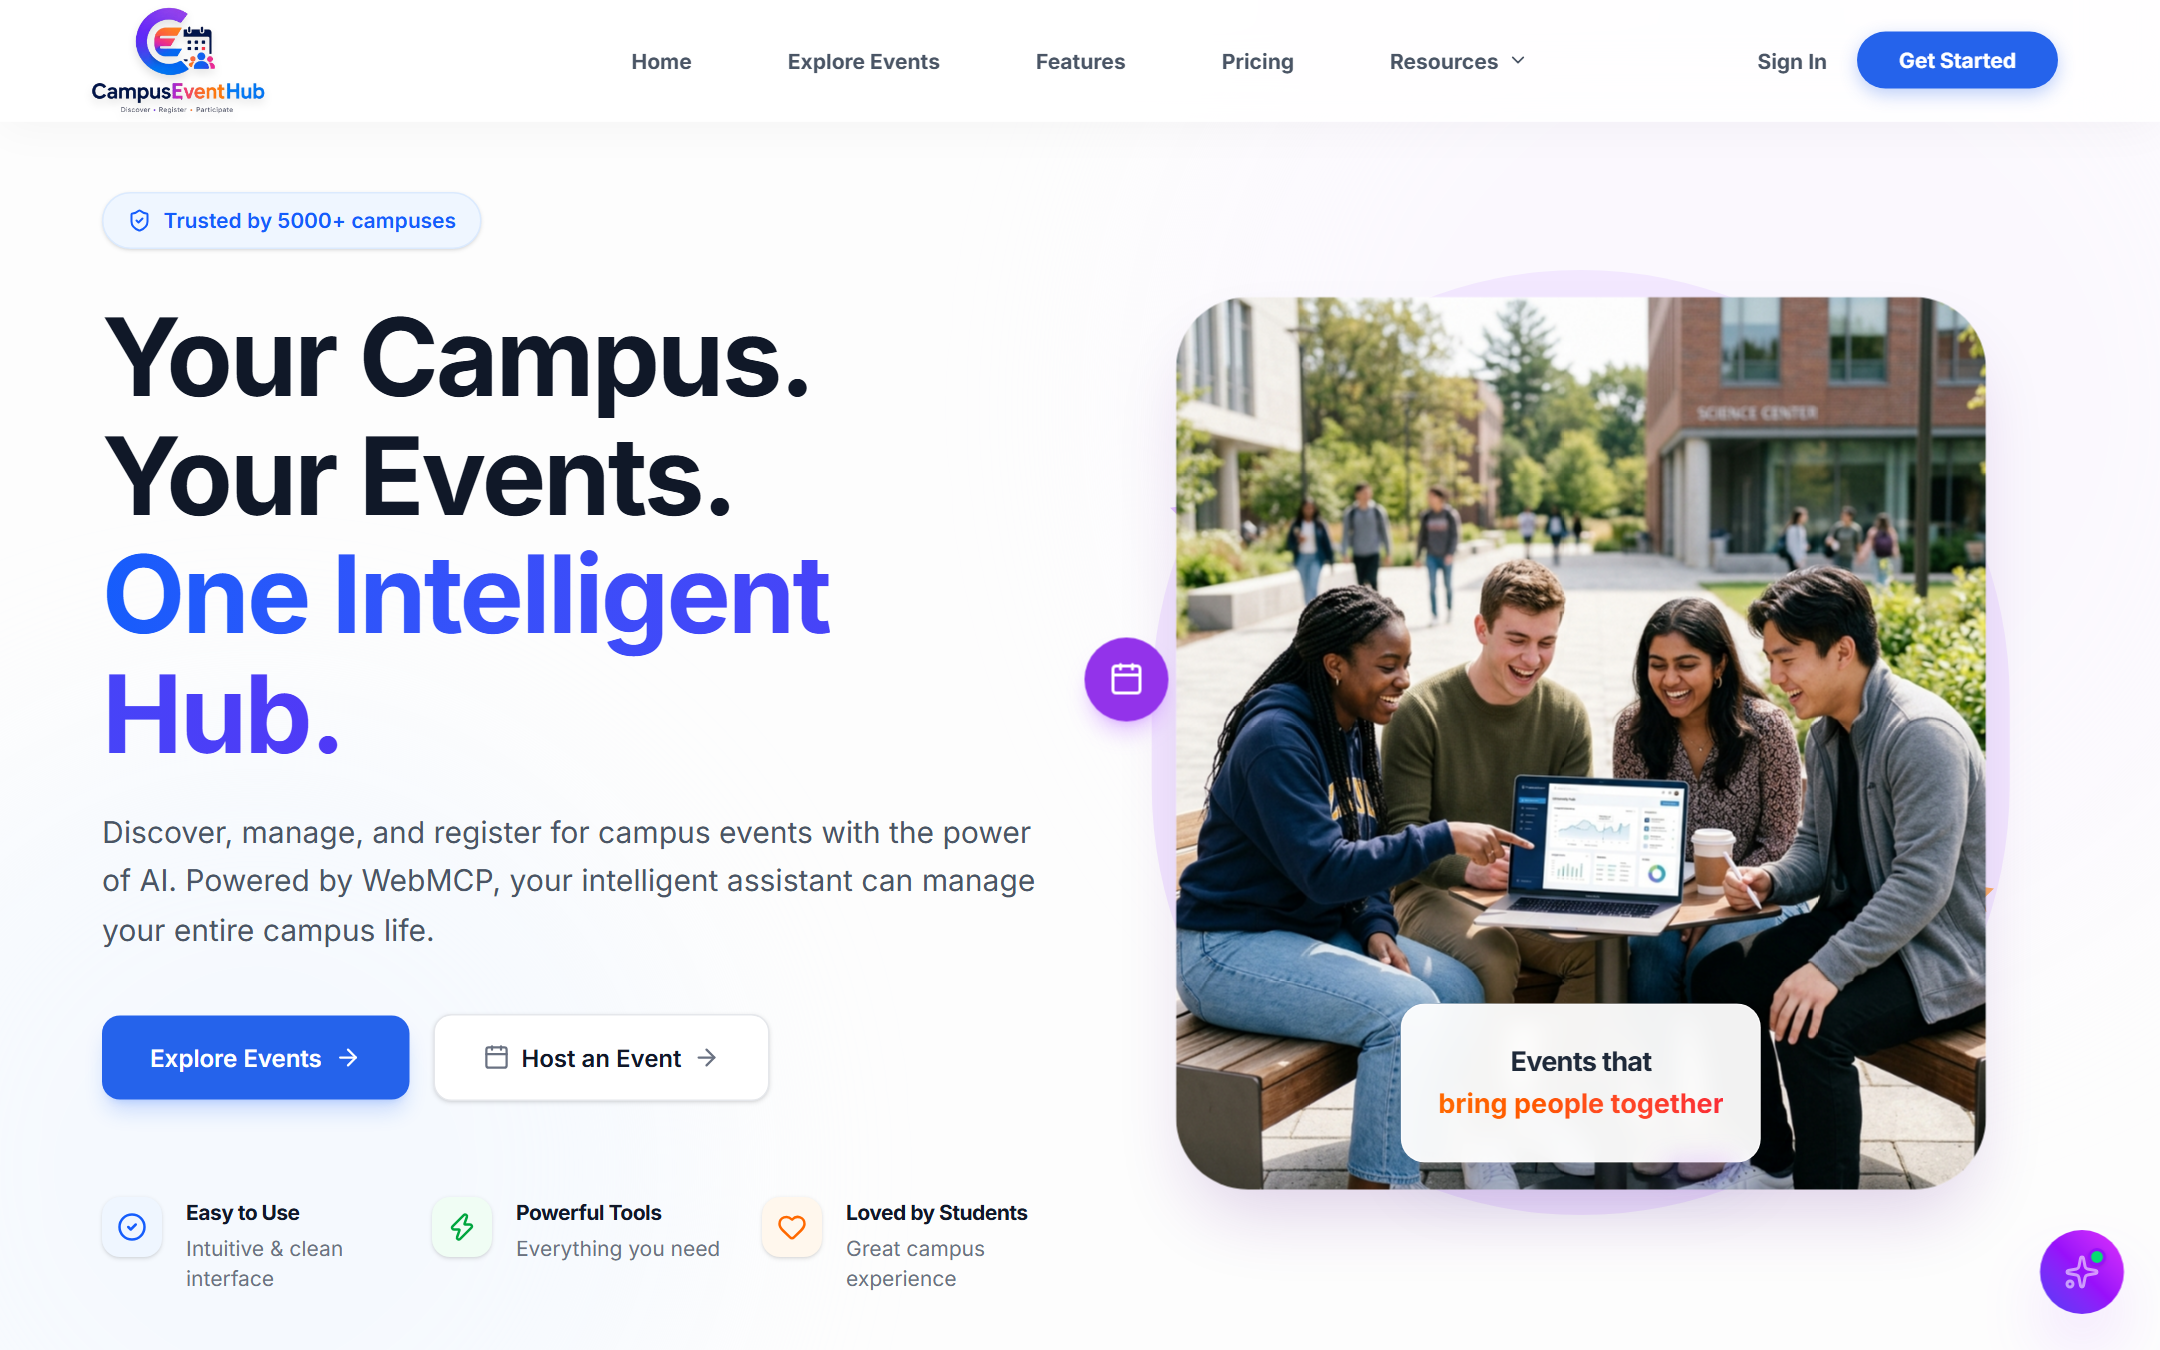 CampusEventHub
Discover • Register • Participate
Home
Explore Events
Features
Pricing
Resources
Sign In
Get Started
Trusted by 5000+ campuses
Your Campus.
Your Events.
One Intelligent
Hub.
Discover, manage, and register for campus events with the power
of AI. Powered by WebMCP, your intelligent assistant can manage
your entire campus life.
Explore Events
Host an Event
Easy to Use
Intuitive & clean
interface
Powerful Tools
Everything you need
Loved by Students
Great campus
experience
SCIENCE CENTER
Events that
bring people together